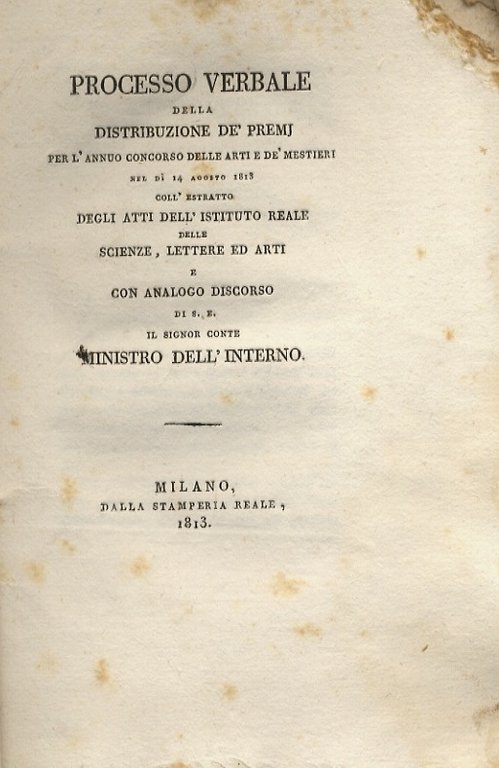 PROCESSO VERBALE
DELLA
DISTRIBUZIONE DE' PREMJ
PER L'ANNUO CONCORSO DELLE ARTI E DE' MESTIERI
NEL DÌ 14 AGOSTO 1813
COLL' ESTRATTO
DEGLI ATTI DELL' ISTITUTO REALE
DELLE
SCIENZE, LETTERE ED ARTI
E
CON ANALOGO DISCORSO
DI S. E.
IL SIGNOR CONTE
MINISTRO DELL' INTERNO.
MILANO,
DALLA STAMPERIA REALE,
1813.